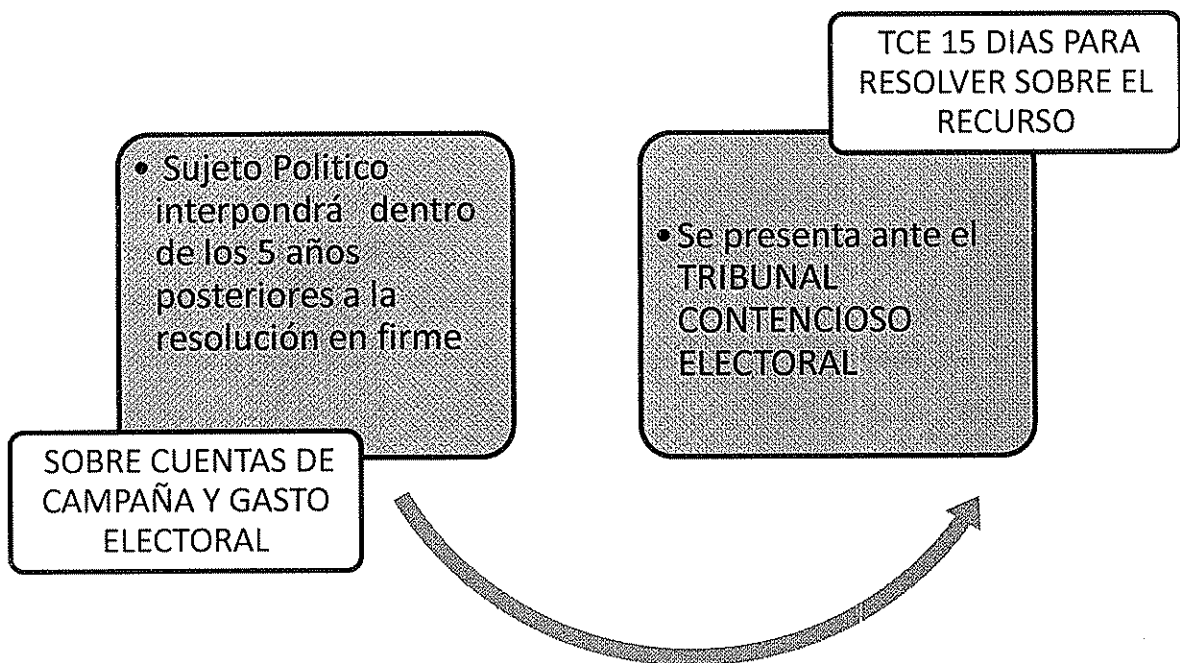 • Sujeto Politico
interpondrá dentro
de los 5 años
posteriores a la
resolución en firme
SOBRE CUENTAS DE
CAMPAÑA Y GASTO
ELECTORAL
TCE 15 DIAS PARA
RESOLVER SOBRE EL
RECURSO
• Se presenta ante el
TRIBUNAL
CONTENCIOSO
ELECTORAL